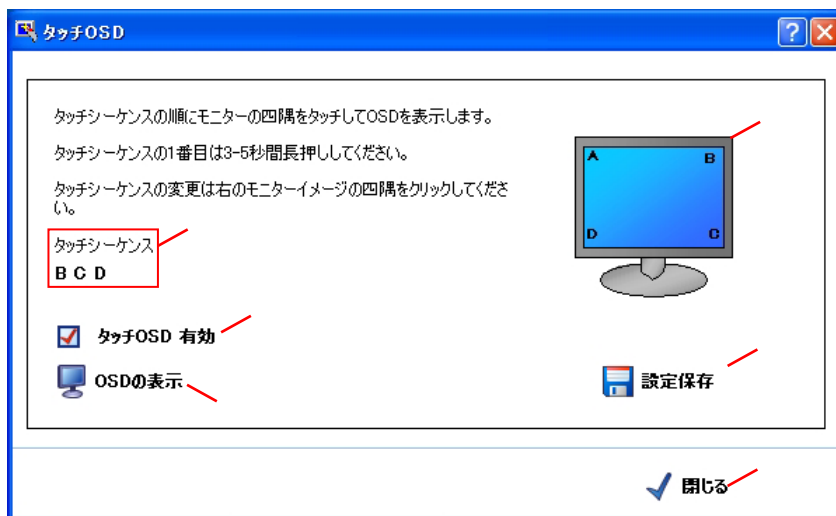 タッチOSD
タッチシーケンスの順にモニターの四隅をタッチしてOSDを表示します。
タッチシーケンスの1番目は3-5秒間長押ししてください。
タッチシーケンスの変更は右のモニターイメージの四隅をクリックしてくださ
い。
A B
D C
タッチシーケンス
B C D
タッチOSD 有効
OSDの表示
設定保存
閉じる